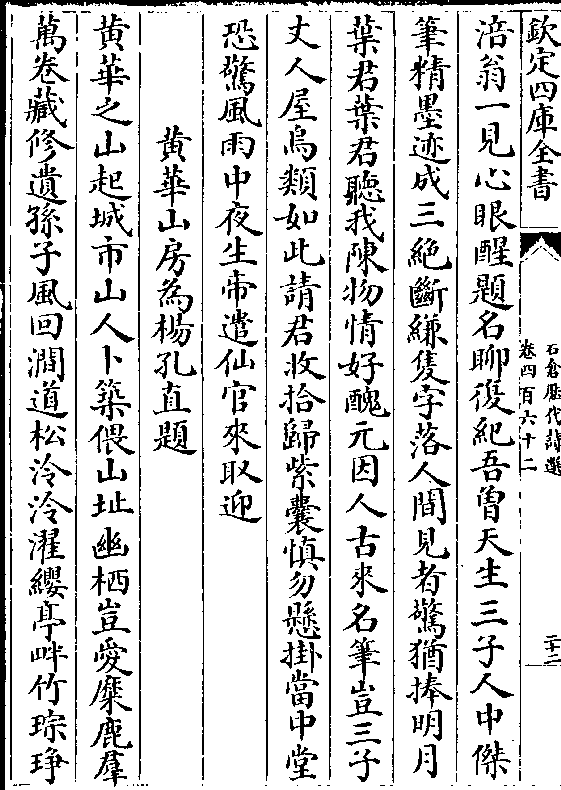 欽定四庫全書
石倉歷代詩選
卷四百六十二
二十二
涪翁一見心眼醒題名聊復紀吾曾天生三子人中傑
筆精墨迹成三絶斷縑隻字落人間見者驚猶捧明月
葉君葉君聽我陳物情好醜元因人古來名筆豈三子
丈人屋烏類如此請君收拾歸紫囊慎勿懸掛當中堂
恐驚風雨中夜生帝遣仙官來取迎
黄華山房為楊孔直題
黄華之山起城市山人卜築偎山址幽栖豈愛麋鹿羣
萬卷藏修遺孫子風回澗道松泠泠濯纓亭畔竹琮琤